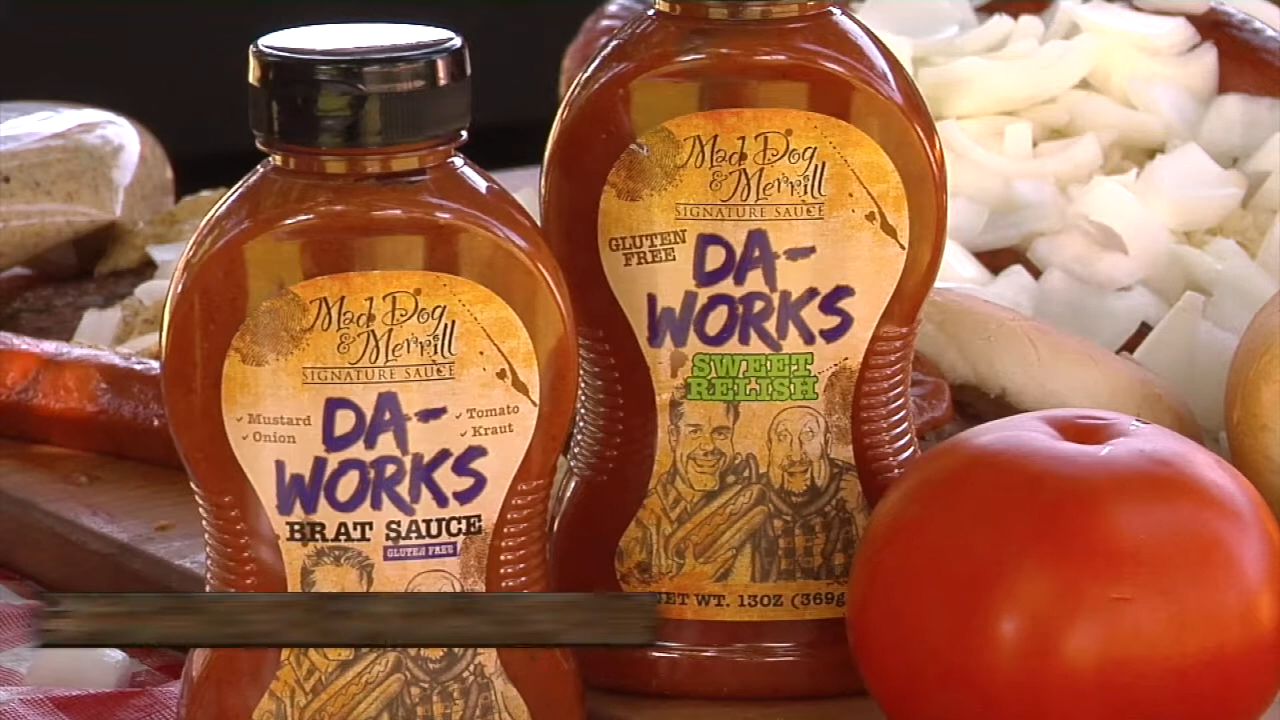 Mad Dog
& Merrill
SIGNATURE SAUCE
✓ Mustard
✓ Onion
✓ Tomato
✓ Kraut
DA-
WORKS
BRAT SAUCE
GLUTEN FREE
Mad Dog
& Merrill
SIGNATURE SAUCE
GLUTEN
FREE
DA-
WORKS
SWEET
RELISH
NET WT. 13OZ (369g